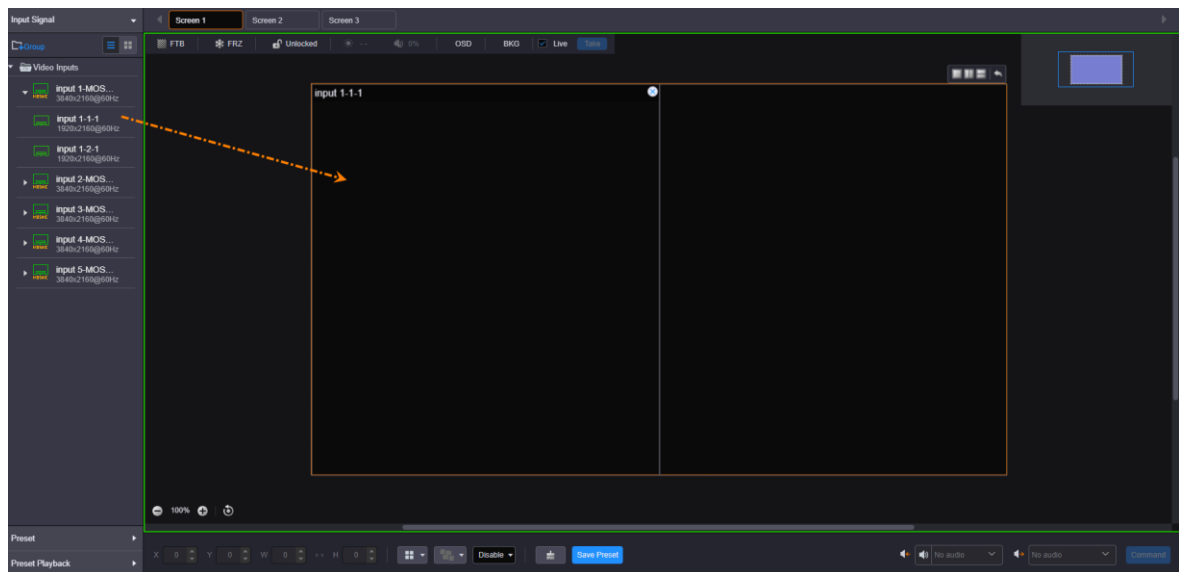 Input Signal
Screen 1
Screen 2
Screen 3
Group
FTB
FRZ
Unlocked
--
0%
OSD
BKG
Live
Take
Video Inputs
input 1-MOS...
3840x2160@60Hz
input 1-1-1
1920x2160@60Hz
input 1-2-1
1920x2160@60Hz
input 2-MOS...
3840x2160@60Hz
input 3-MOS...
3840x2160@60Hz
input 4-MOS...
3840x2160@60Hz
input 5-MOS...
3840x2160@60Hz
input 1-1-1
100%
Preset
Preset Playback
X 0 Y 0 W 0 H 0
Disable
Save Preset
No audio
No audio
Command